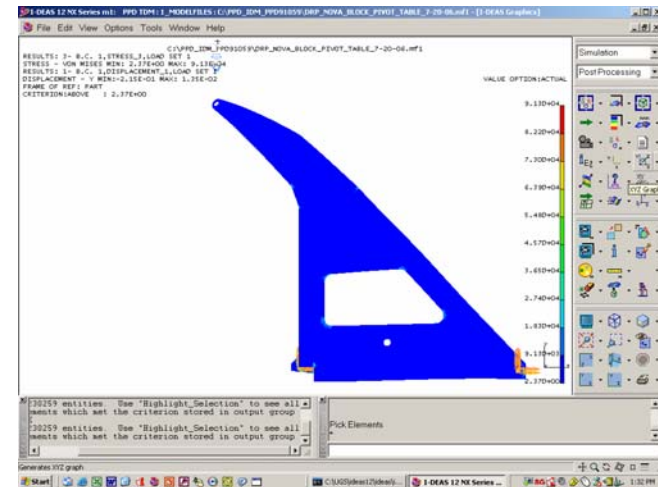 I-DEAS 12 NX Series m1: PPD TDM: 1_MODELFILES: C:\PPD_IDM_PPD91059\DRP_NOVA_BLOCK_PIVOT_TABLE_7-20-06.mf1 - [I-DEAS Graphics]
File Edit View Options Tools Window Help
C:\PPD_IDM_PPD91059\DRP_NOVA_BLOCK_PIVOT_TABLE_7-20-06.mf1
RESULTS: 3- B.C. 1,STRESS_3,LOAD SET 1
STRESS - VON MISES MIN: 2.37E+00 MAX: 9.13E+04
RESULTS: 1- B.C. 1,DISPLACEMENT_1,LOAD SET 1
DISPLACEMENT - Y MIN:-2.15E-01 MAX: 1.35E-02
FRAME OF REF: PART
CRITERION:ABOVE : 2.37E+00
VALUE OPTION:ACTUAL
9.13D+04
8.22D+04
7.30D+04
6.39D+04
5.48D+04
4.57D+04
3.65D+04
2.74D+04
1.83D+04
9.13D+03
2.37D+00
Simulation
Post Processing
XYZ Graph
230259 entities. Use "Highlight_Selection" to see all
ements which met the criterion stored in output group
230259 entities. Use "Highlight_Selection" to see all
ements which met the criterion stored in output group
Pick Elements
Generates XYZ graph
Start
C:\UGS\ideas12\ideas\...
I-DEAS 12 NX Series ...
1:32 PM